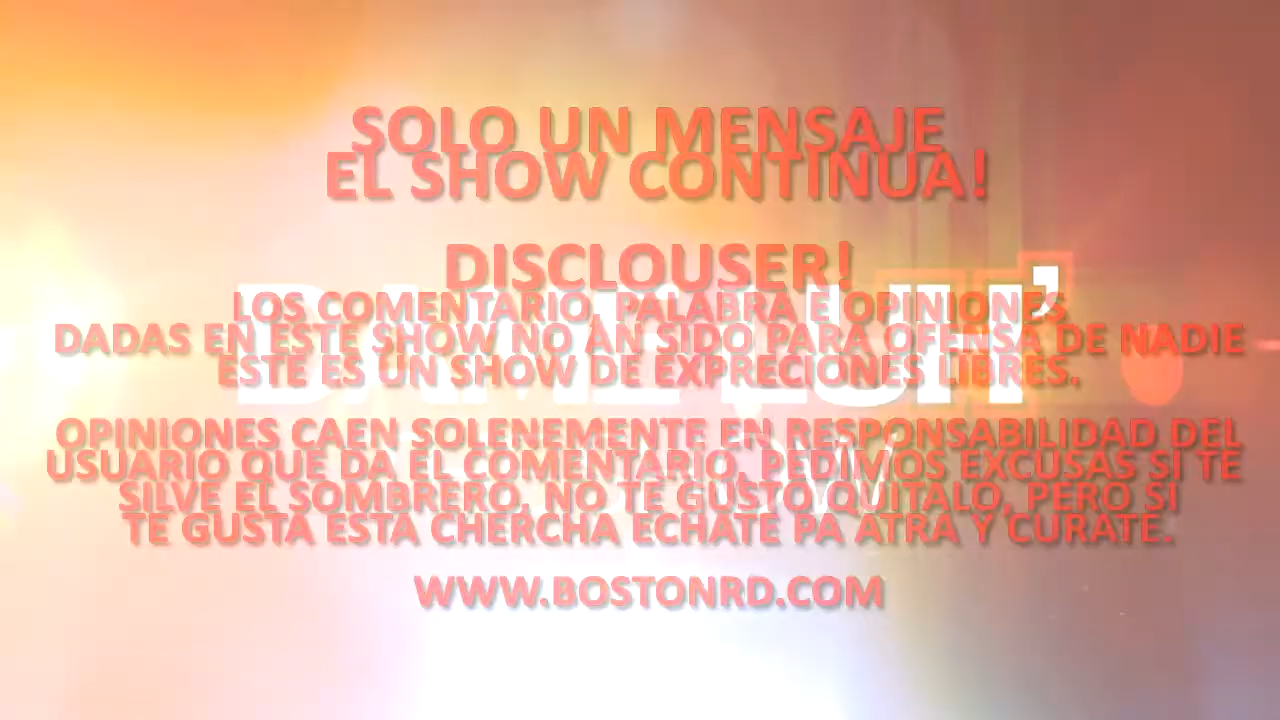 SOLO UN MENSAJE
EL SHOW CONTINUA!
DISCLOUSER!
LOS COMENTARIO, PALABRA E OPINIONES
DADAS EN ESTE SHOW NO AN SIDO PARA OFENSA DE NADIE
ESTE ES UN SHOW DE EXPRECIONES LIBRES.
OPINIONES CAEN SOLENEMENTE EN RESPONSABILIDAD DEL
USUARIO QUE DA EL COMENTARIO, PEDIMOS EXCUSAS SI TE
SILVE EL SOMBRERO, NO TE GUSTO QUITALO, PERO SI
TE GUSTA ESTA CHERCHA ECHATE PA ATRA Y CURATE.
WWW.BOSTONRD.COM